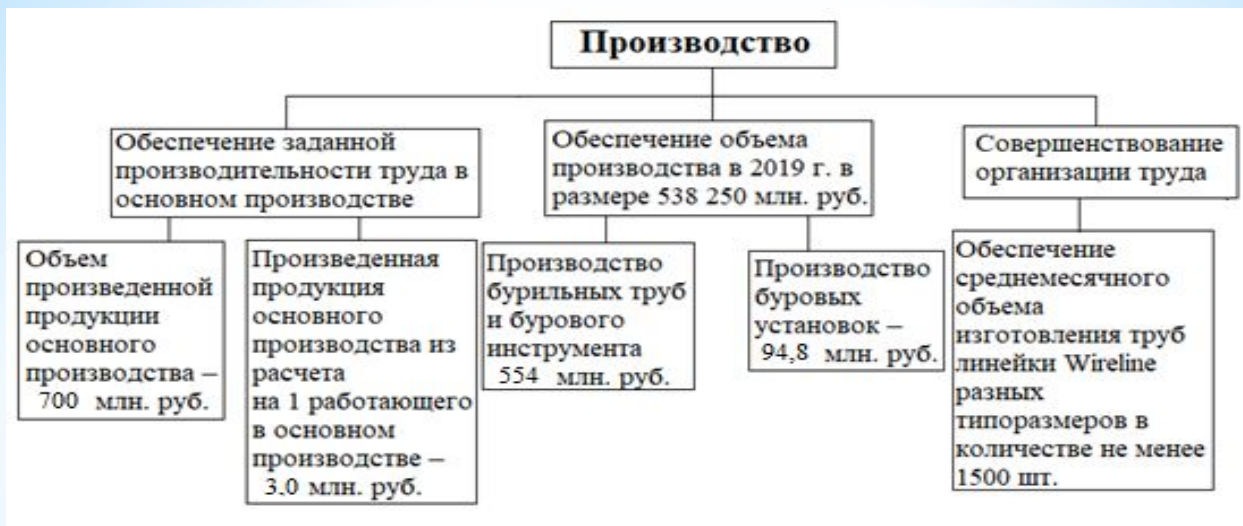 Производство
Обеспечение заданной
производительности труда в
основном производстве
Обеспечение объема
производства в 2019 г. в
размере 538 250 млн. руб.
Совершенствование
организации труда
Объем
произведенной
продукции
основного
производства –
700 млн. руб.
Произведенная
продукция
основного
производства из
расчета
на 1 работающего
в основном
производстве –
3,0 млн. руб.
Производство
бурильных труб
и бурового
инструмента
554 млн. руб.
Производство
буровых
установок –
94,8 млн. руб.
Обеспечение
среднемесячного
объема
изготовления труб
линейки Wireline
разных
типоразмеров в
количестве не менее
1500 шт.